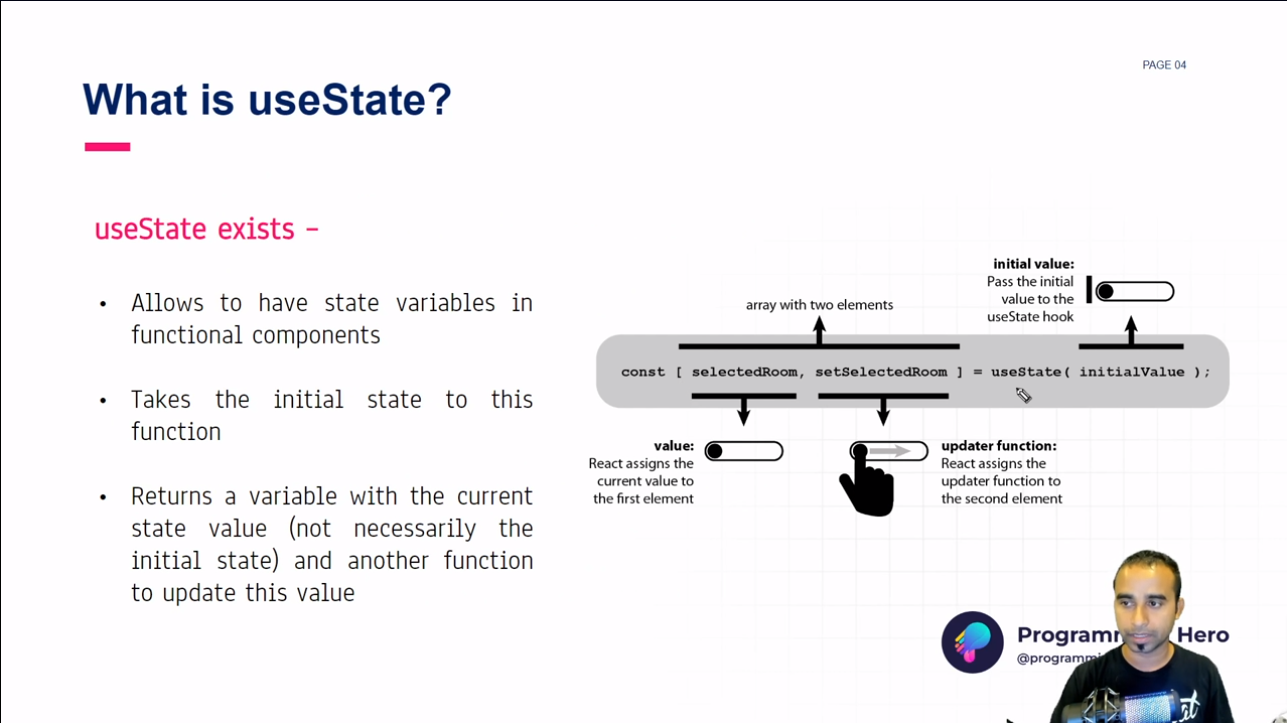 PAGE 04
What is useState?
useState exists -
• Allows to have state variables in
functional components
• Takes the initial state to this
function
• Returns a variable with the current
state value (not necessarily the
initial state) and another function
to update this value
initial value:
Pass the initial
value to the
useState hook
array with two elements
const [ selectedRoom, setSelectedRoom ] = useState( initialValue );
value:
React assigns the
current value to
the first element
updater function:
React assigns the
updater function to
the second element
Hero